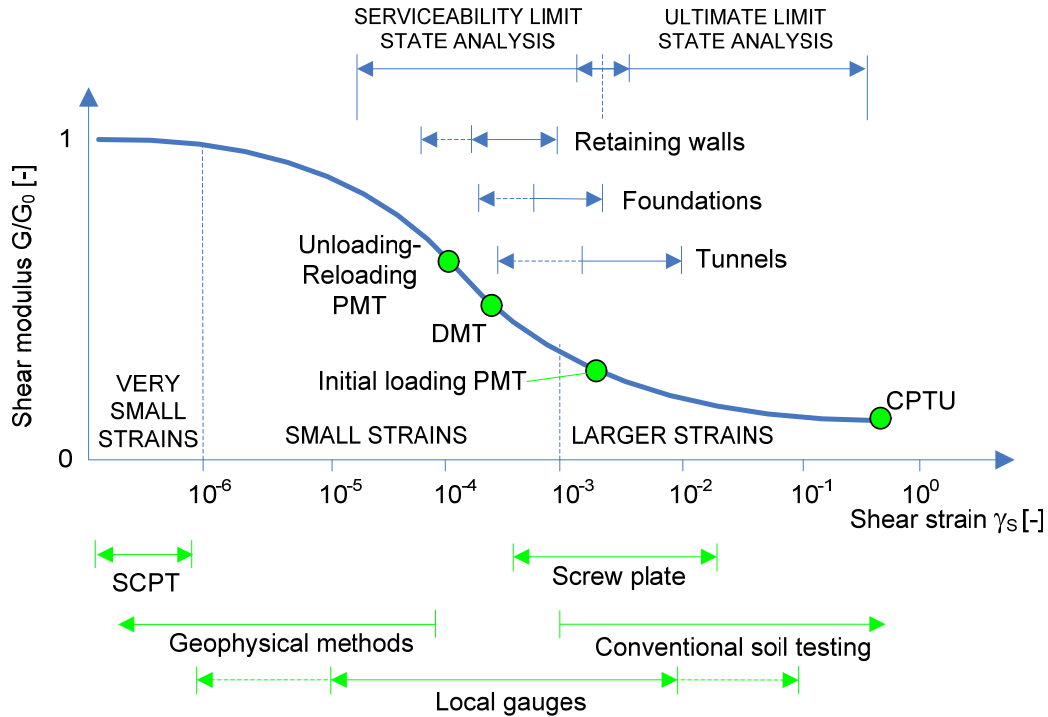 SERVICEABILITY LIMIT
STATE ANALYSIS
ULTIMATE LIMIT
STATE ANALYSIS
Retaining walls
Foundations
Tunnels
Shear modulus G/G₀ [-]
1
0
Unloading-
Reloading
PMT
DMT
Initial loading PMT
CPTU
VERY
SMALL
STRAINS
SMALL STRAINS
LARGER STRAINS
10⁻⁶
10⁻⁵
10⁻⁴
10⁻³
10⁻²
10⁻¹
10⁰
Shear strain γₛ [-]
SCPT
Screw plate
Geophysical methods
Conventional soil testing
Local gauges